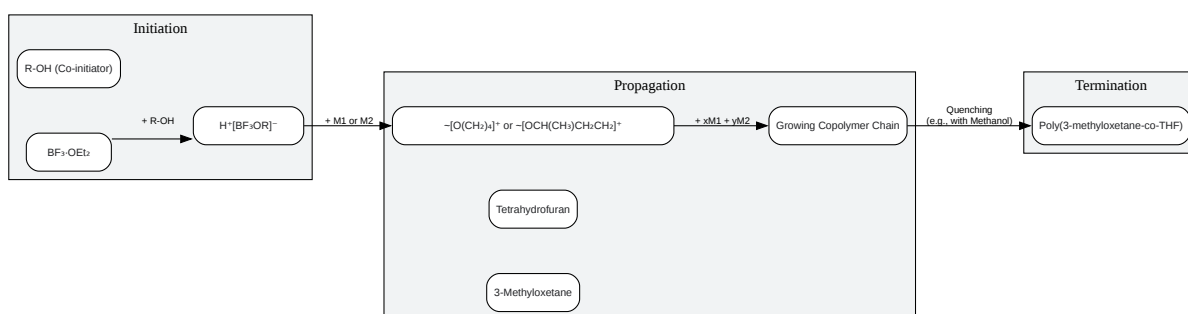 Initiation
R-OH (Co-initiator)
BF₃·OEt₂
+ R-OH
H⁺[BF₃OR]⁻
+ M1 or M2
Propagation
~[O(CH₂)₄]⁺ or ~[OCH(CH₃)CH₂CH₂]⁺
+ xM1 + yM2
Growing Copolymer Chain
Tetrahydrofuran
3-Methyloxetane
Quenching
(e.g., with Methanol)
Termination
Poly(3-methyloxetane-co-THF)